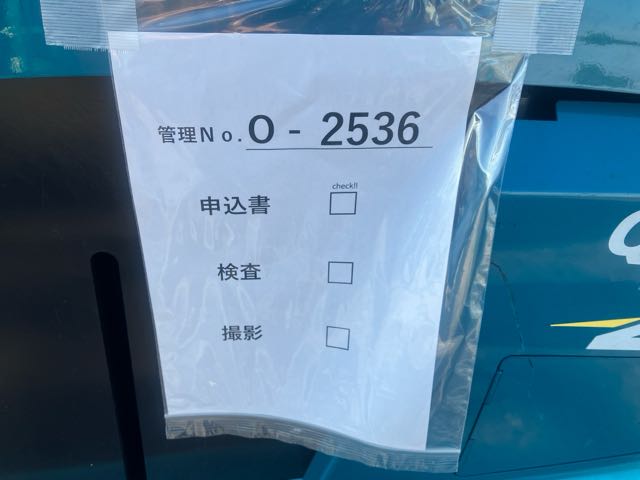 管理No. O - 2536
check!!
申込書 □
検査 □
撮影 □